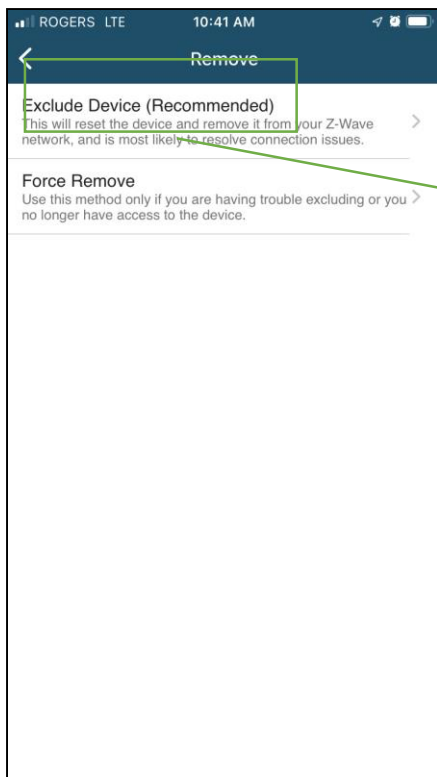 ROGERS LTE 10:41 AM
Remove
Exclude Device (Recommended)
This will reset the device and remove it from your Z-Wave
network, and is most likely to resolve connection issues.
Force Remove
Use this method only if you are having trouble excluding or you
no longer have access to the device.